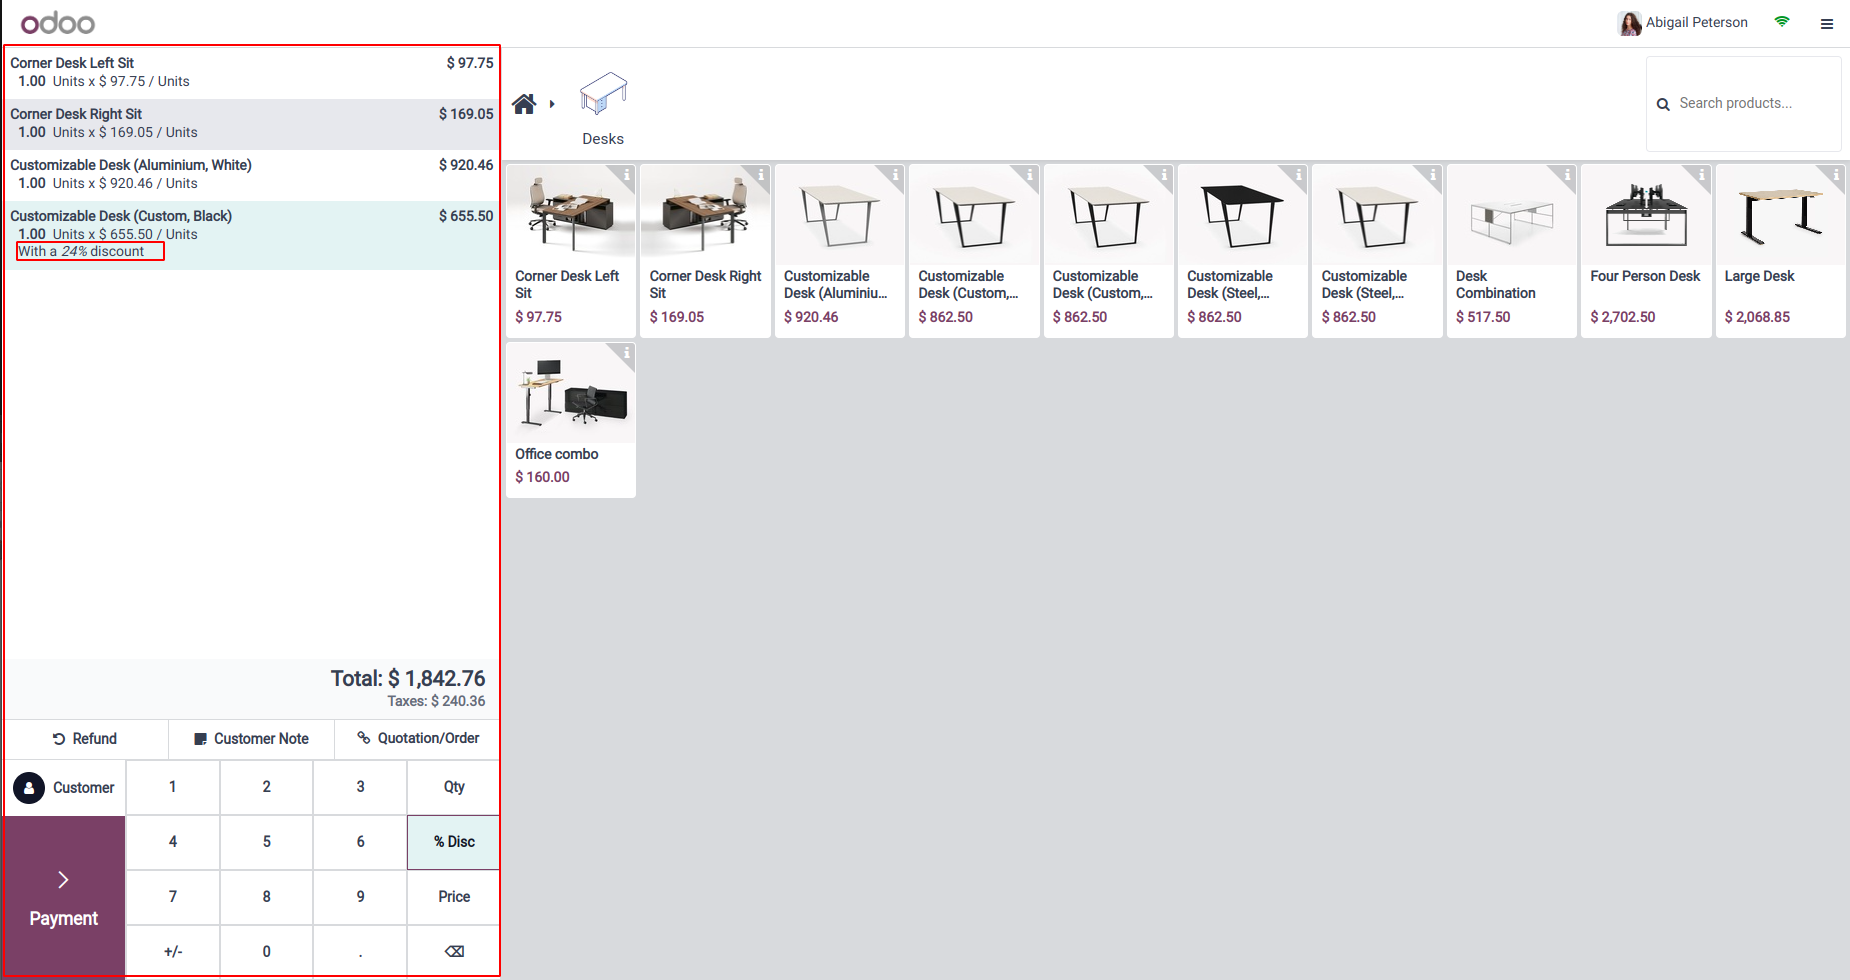 odoo
Abigail Peterson
Corner Desk Left Sit $ 97.75
1.00 Units x $ 97.75 / Units
Corner Desk Right Sit $ 169.05
1.00 Units x $ 169.05 / Units
Customizable Desk (Aluminium, White) $ 920.46
1.00 Units x $ 920.46 / Units
Customizable Desk (Custom, Black) $ 655.50
1.00 Units x $ 655.50 / Units
With a 24% discount
Total: $ 1,842.76
Taxes: $ 240.36
Refund Customer Note Quotation/Order
Customer 1 2 3 Qty
4 5 6 % Disc
7 8 9 Price
Payment
+/- 0 .
Desks
Search products...
Corner Desk Left
Sit
$ 97.75
Corner Desk Right
Sit
$ 169.05
Customizable
Desk (Aluminiu...
$ 920.46
Customizable
Desk (Custom,...
$ 862.50
Customizable
Desk (Custom,...
$ 862.50
Customizable
Desk (Steel,...
$ 862.50
Customizable
Desk (Steel,...
$ 862.50
Desk
Combination
$ 517.50
Four Person Desk
$ 2,702.50
Large Desk
$ 2,068.85
Office combo
$ 160.00